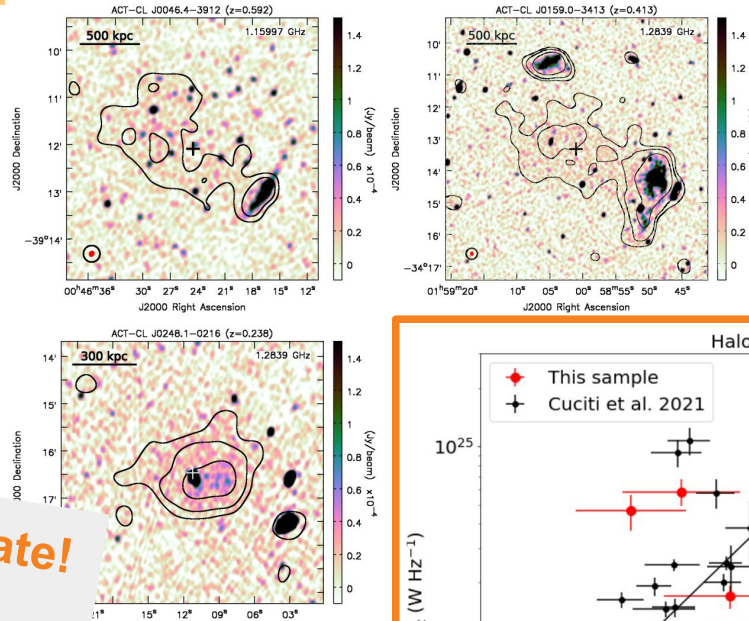 ACT-CL J0046.4-3912 (z=0.592)
500 kpc
1.15997 GHz
10'
11'
12'
13'
−39°14'
J2000 Declination
00ʰ46ᵐ36ˢ 30ˢ 27ˢ 24ˢ 21ˢ 18ˢ 15ˢ 12ˢ
J2000 Right Ascension
1.4
1.2
1
0.8
0.6
0.4
0.2
0
(Jy/beam) x10⁻⁴
ACT-CL J0159.0-3413 (z=0.413)
500 kpc
1.2839 GHz
10'
11'
12'
13'
14'
15'
16'
−34°17'
J2000 Declination
01ʰ59ᵐ20ˢ 10ˢ 05ˢ 00ˢ 58ᵐ55ˢ 50ˢ 45ˢ
J2000 Right Ascension
1.4
1.2
1
0.8
0.6
0.4
0.2
0
ACT-CL J0248.1-0216 (z=0.238)
300 kpc
1.2839 GHz
14'
15'
16'
17'
J2000 Declination
21ˢ 15ˢ 12ˢ 09ˢ 06ˢ 03ˢ
1.4
1.2
1
0.8
0.6
0.4
0.2
0
(Jy/beam) x10⁻⁴
ate!
Halo
This sample
Cuciti et al. 2021
10²⁵
(W Hz⁻¹)